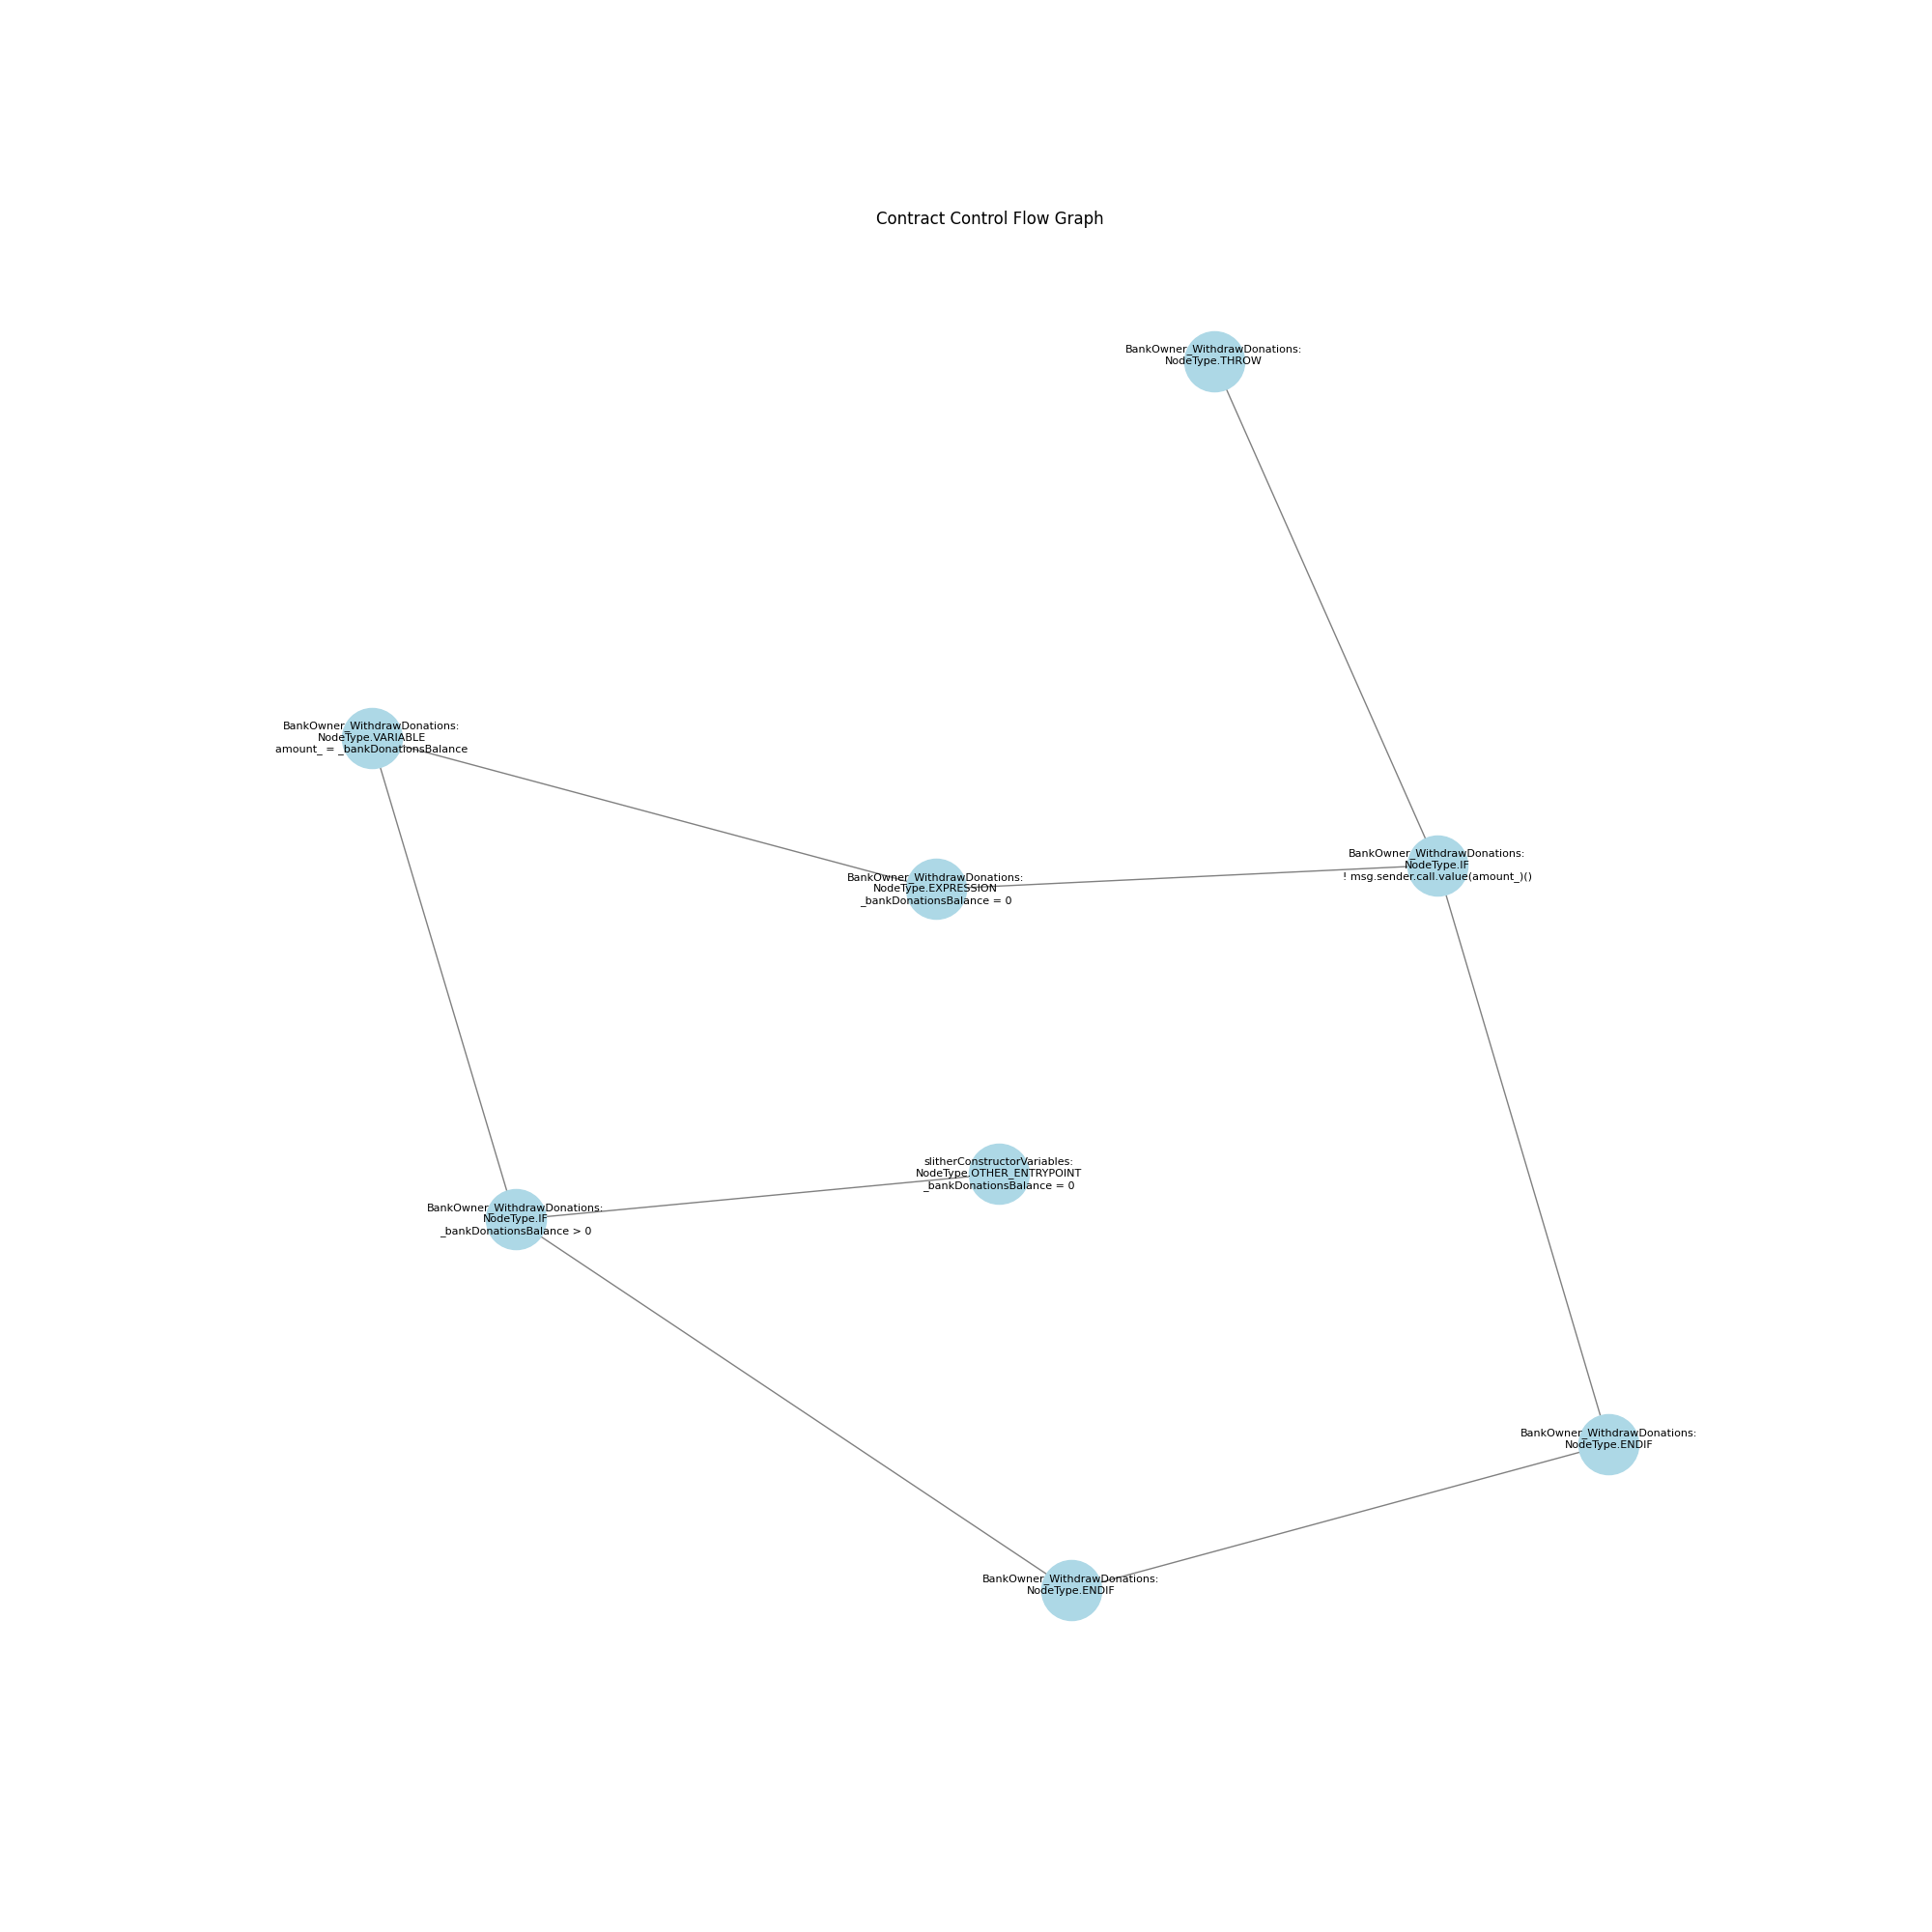 Contract Control Flow Graph
BankOwner_WithdrawDonations:
NodeType.THROW
BankOwner_WithdrawDonations:
NodeType.VARIABLE
amount_ = _bankDonationsBalance
BankOwner_WithdrawDonations:
NodeType.IF
! msg.sender.call.value(amount_)()
BankOwner_WithdrawDonations:
NodeType.EXPRESSION
_bankDonationsBalance = 0
slitherConstructorVariables:
NodeType.OTHER_ENTRYPOINT
_bankDonationsBalance = 0
BankOwner_WithdrawDonations:
NodeType.IF
_bankDonationsBalance > 0
BankOwner_WithdrawDonations:
NodeType.ENDIF
BankOwner_WithdrawDonations:
NodeType.ENDIF